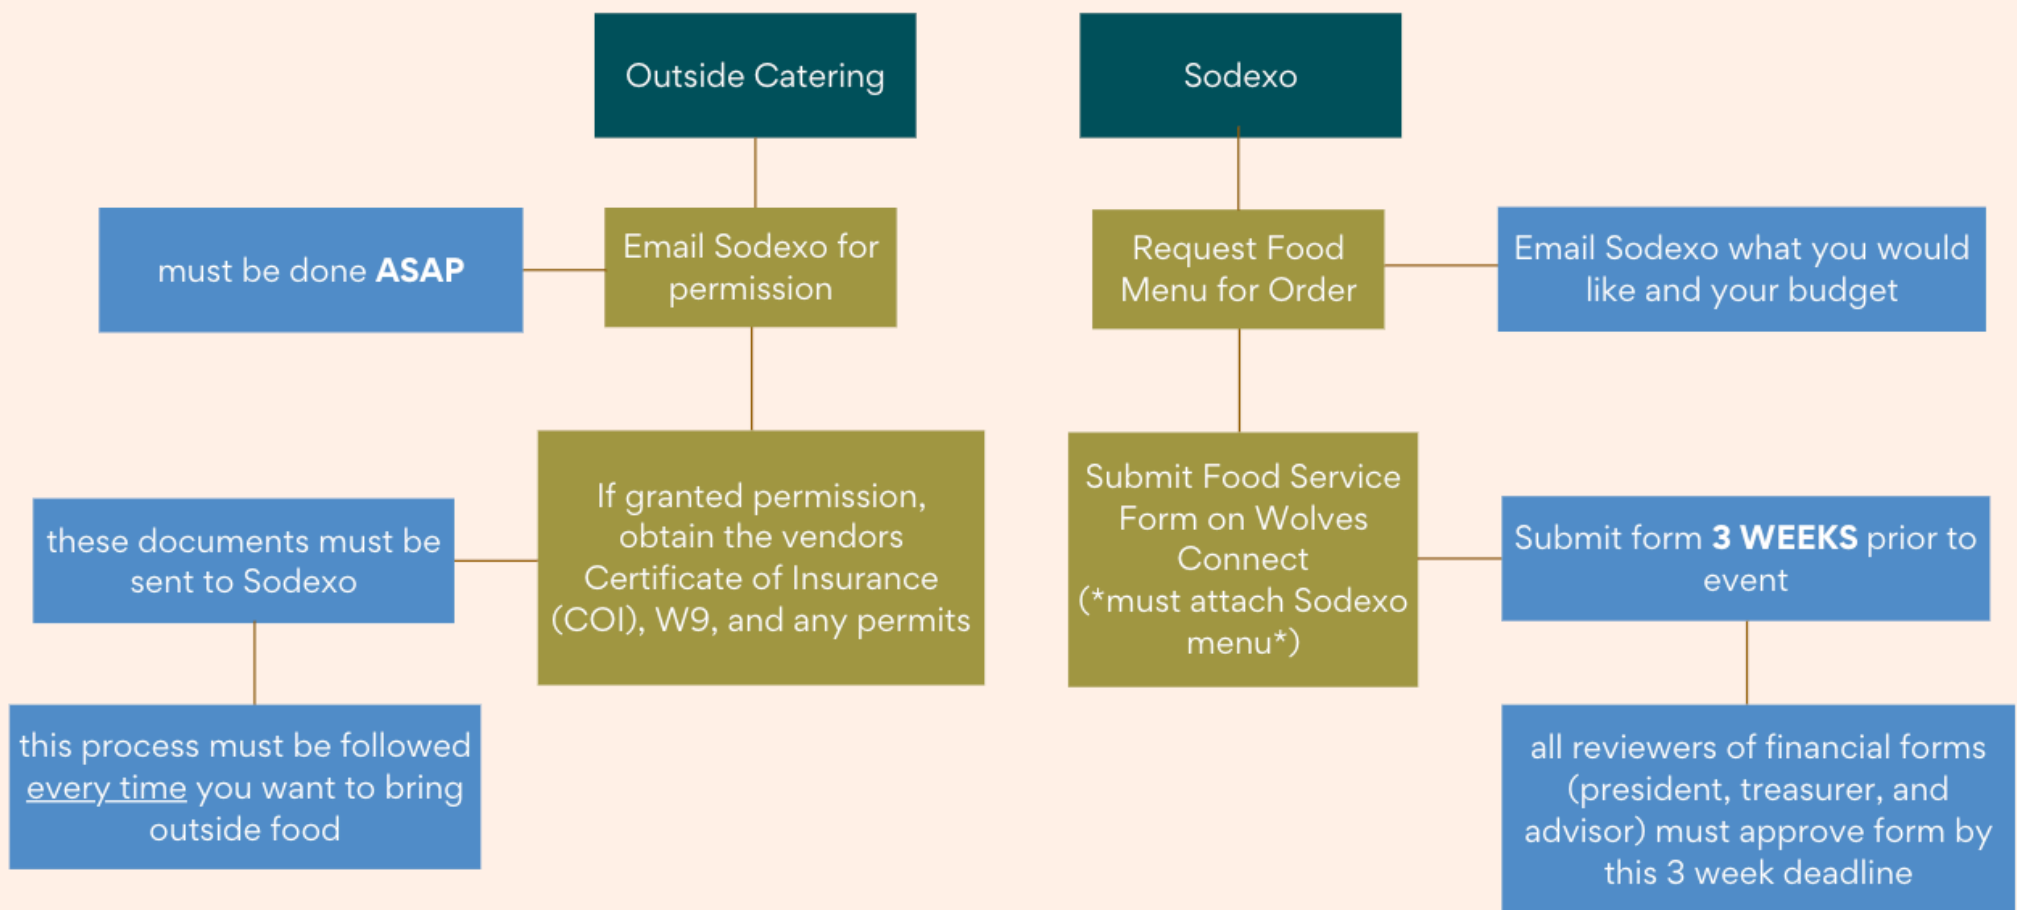 Outside Catering
Sodexo
must be done ASAP
Email Sodexo for
permission
Request Food
Menu for Order
Email Sodexo what you would
like and your budget
these documents must be
sent to Sodexo
If granted permission,
obtain the vendors
Certificate of Insurance
(COI), W9, and any permits
Submit Food Service
Form on Wolves
Connect
(*must attach Sodexo
menu*)
Submit form 3 WEEKS prior to
event
this process must be followed
every time you want to bring
outside food
all reviewers of financial forms
(president, treasurer, and
advisor) must approve form by
this 3 week deadline